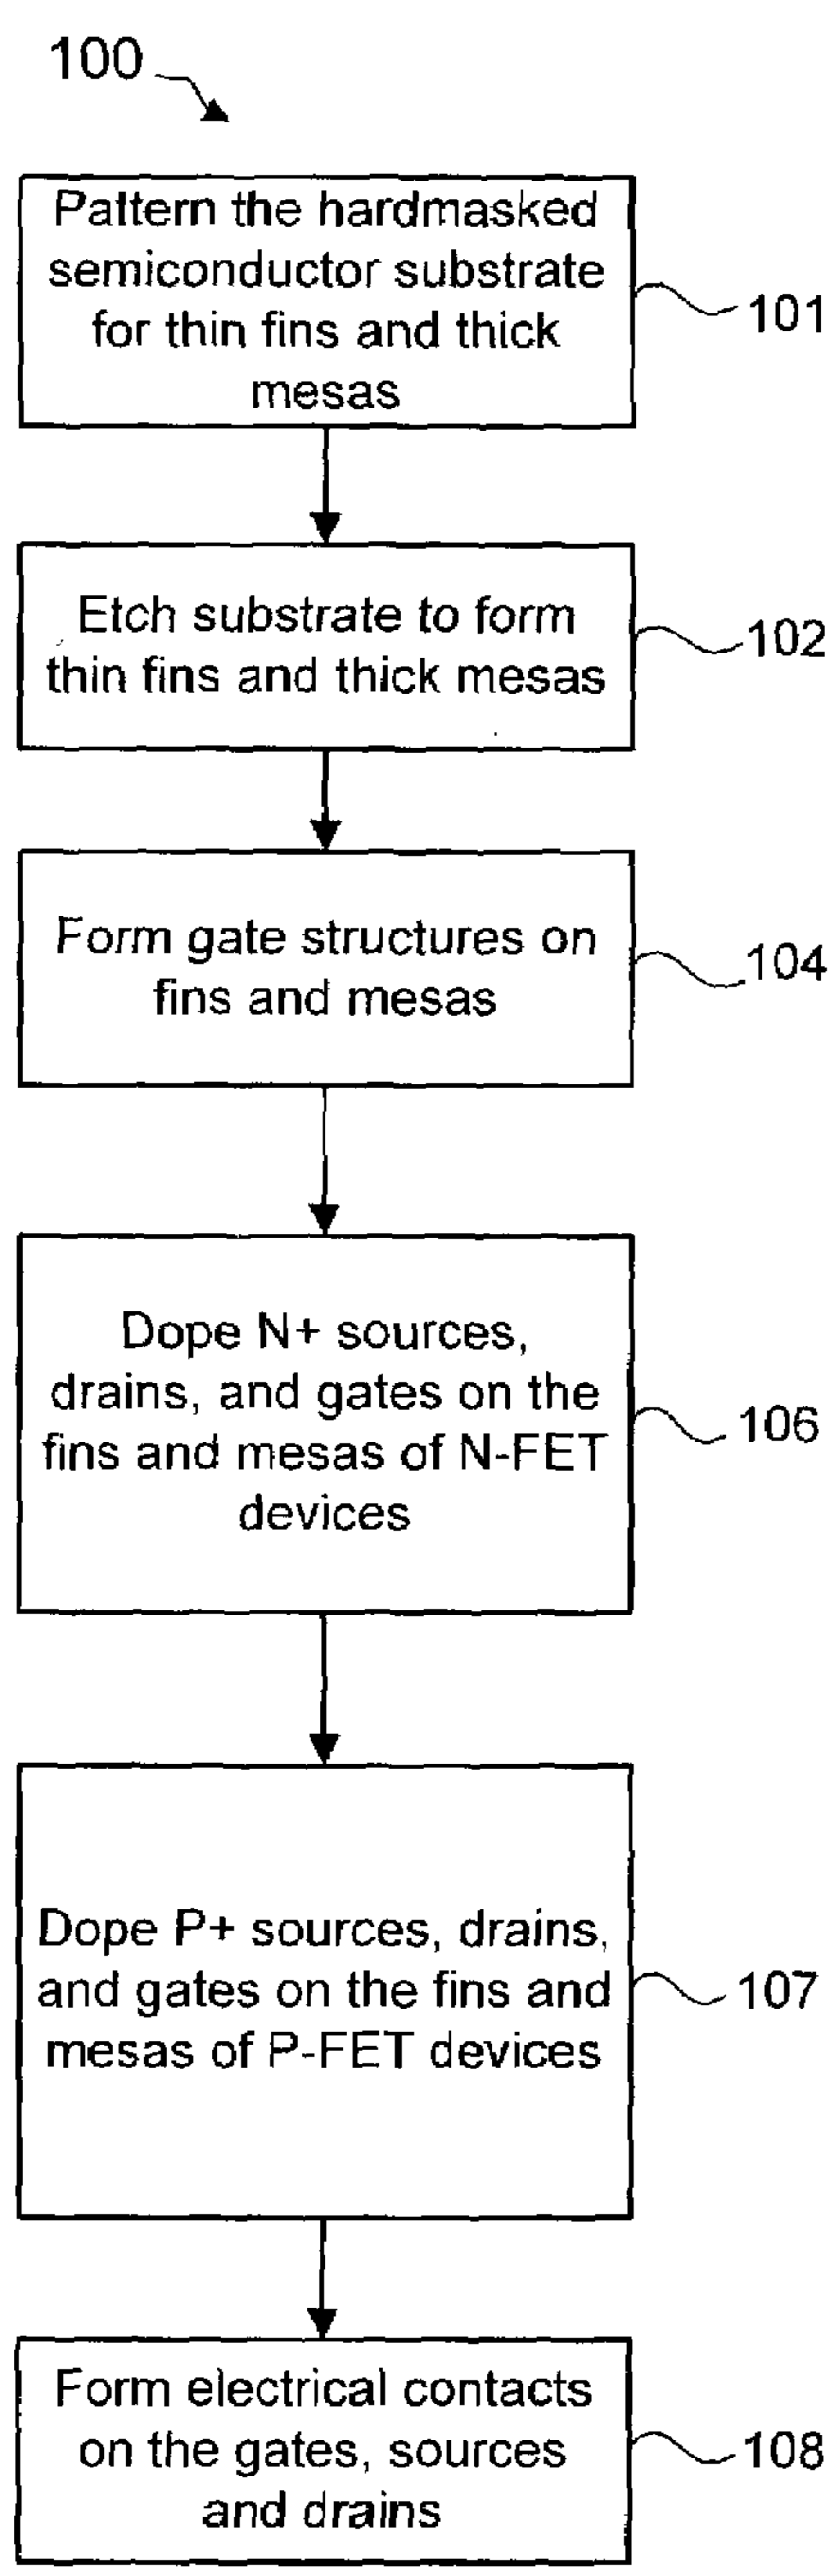 100
Pattern the hardmasked
semiconductor substrate
for thin fins and thick
mesas
101
Etch substrate to form
thin fins and thick mesas
102
Form gate structures on
fins and mesas
104
Dope N+ sources,
drains, and gates on the
fins and mesas of N-FET
devices
106
Dope P+ sources, drains,
and gates on the fins and
mesas of P-FET devices
107
Form electrical contacts
on the gates, sources
and drains
108